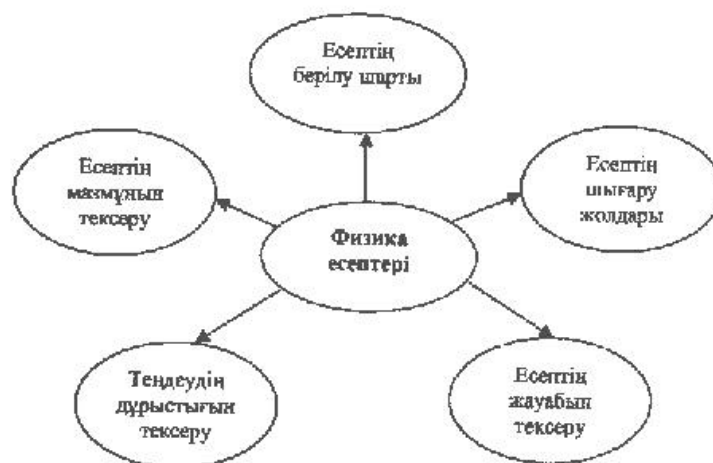 Есептің
берілу шарты
Есептің
мазмұнын
тексеру
Есептің
шығару
жолдары
Физика
есептері
Теңдеудің
дұрыстығын
тексеру
Есептің
жауабын
тексеру